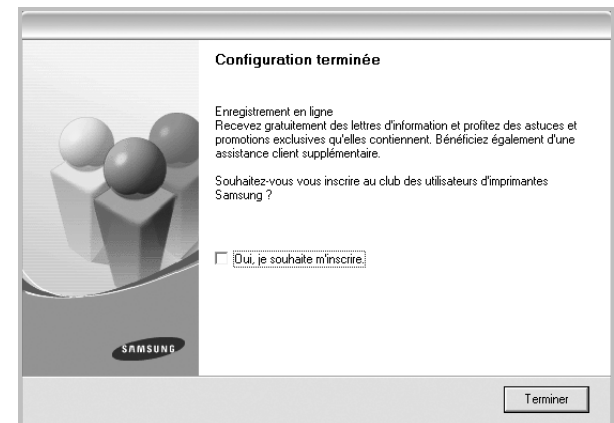 Configuration terminée
Enregistrement en ligne
Recevez gratuitement des lettres d'information et profitez des astuces et
promotions exclusives qu'elles contiennent. Bénéficiez également d'une
assistance client supplémentaire.
Souhaitez-vous vous inscrire au club des utilisateurs d'imprimantes
Samsung ?
Oui, je souhaite m'inscrire.
SAMSUNG
Terminer